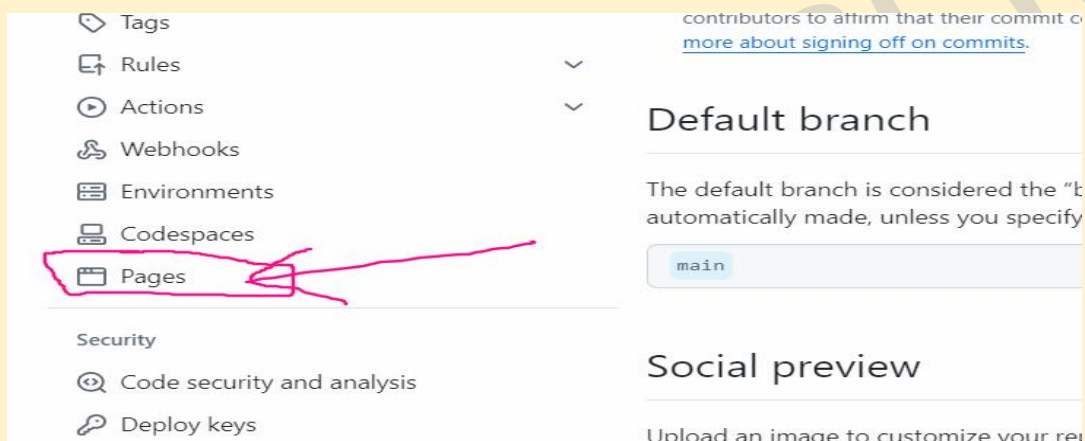 Tags
Rules
Actions
Webhooks
Environments
Codespaces
Pages
Security
Code security and analysis
Deploy keys
contributors to affirm that their commit
more about signing off on commits.
Default branch
The default branch is considered the
automatically made, unless you specify
main
Social preview
Upload an image to customize your